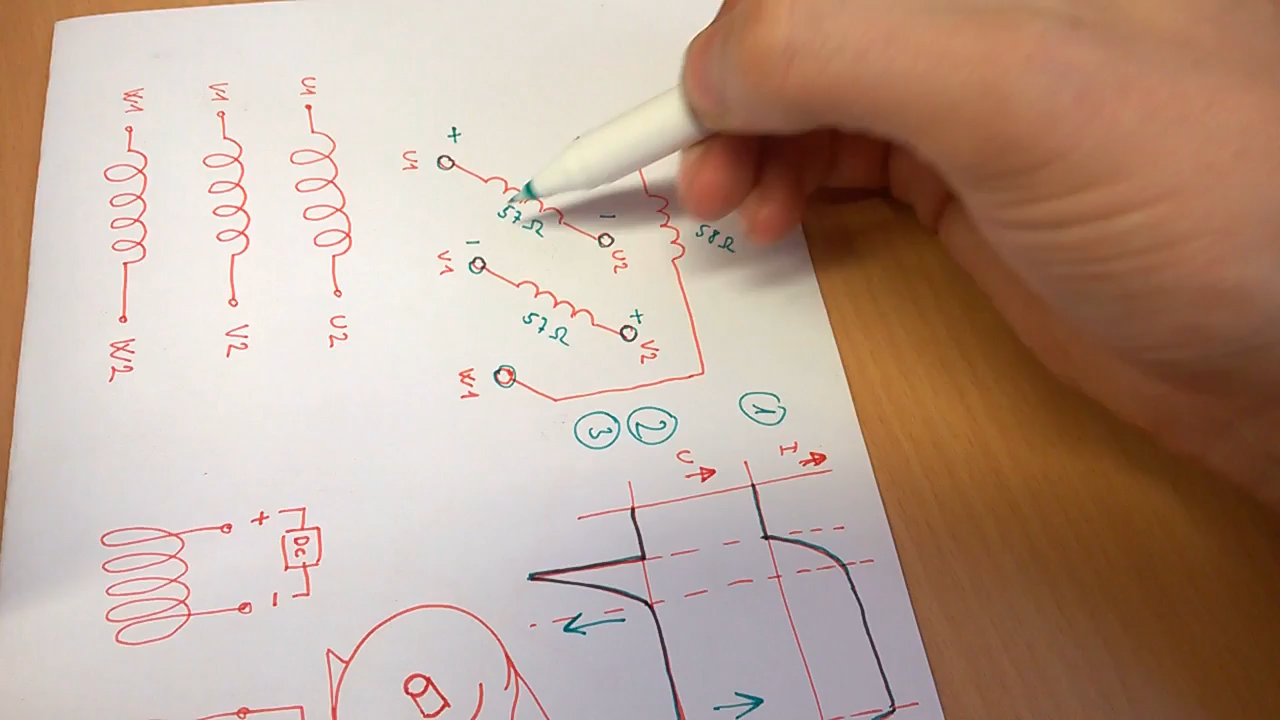 W1
V1
U1
W2
V2
U2
+
U1
57Ω
-
U2
58Ω
-
V1
57Ω
+
V2
W1
1
2
3
I
U
+
DC
-